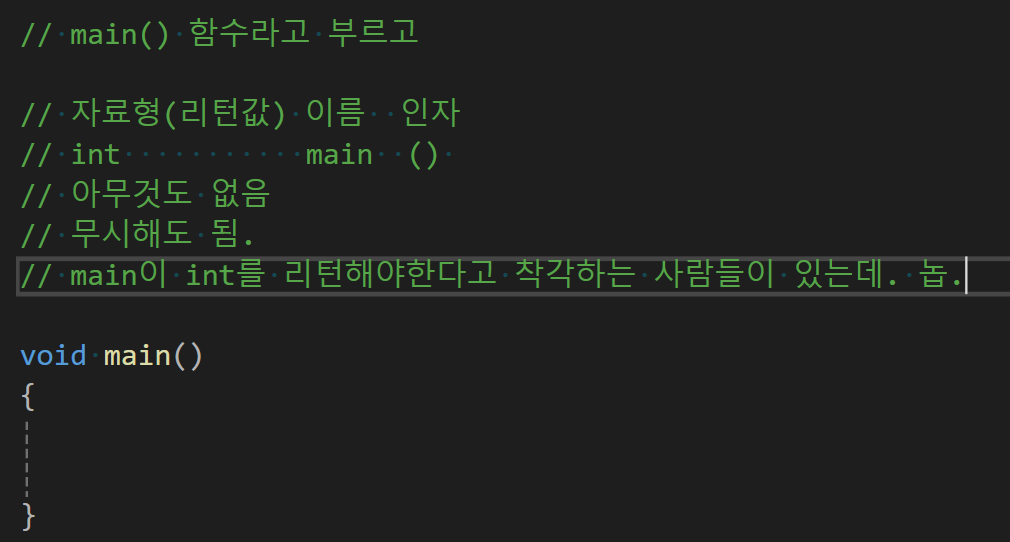 // main() 함수라고 부르고
// 자료형(리턴값) 이름  인자
// int           main  () 
// 아무것도 없음
// 무시해도 됨.
// main이 int를 리턴해야한다고 착각하는 사람들이 있는데. 놉.
void main()
{
}